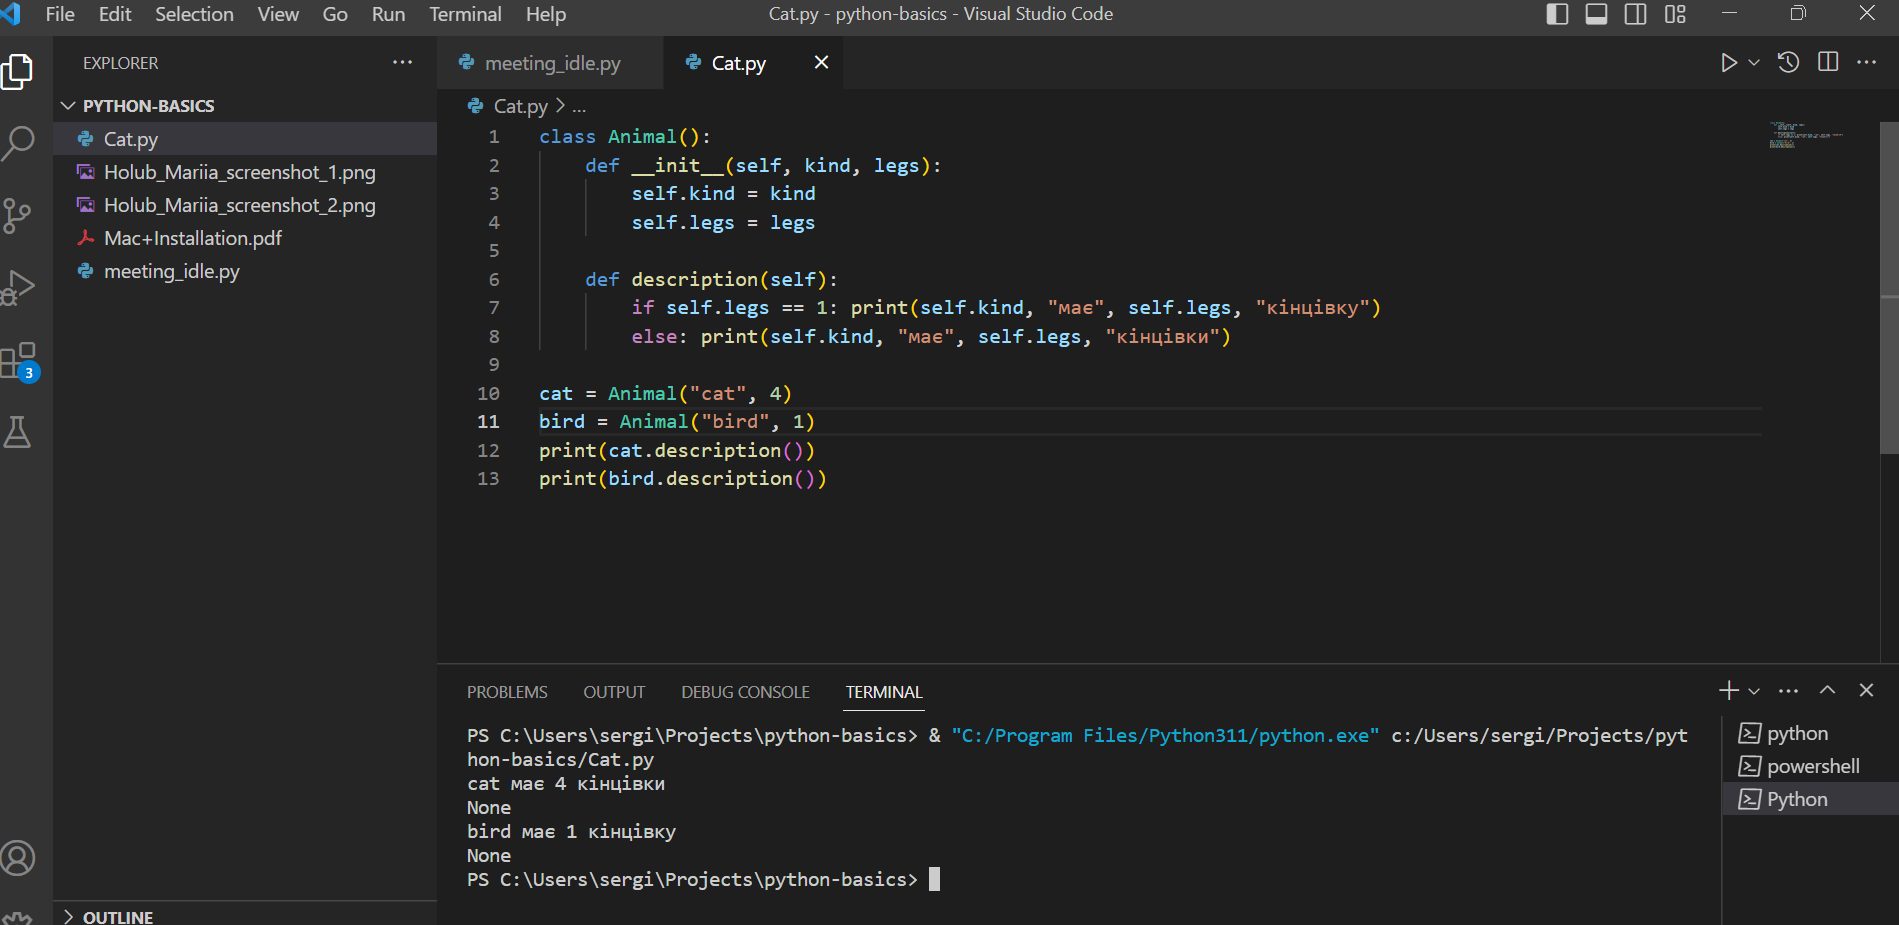 File Edit Selection View Go Run Terminal Help
Cat.py - python-basics - Visual Studio Code
EXPLORER
PYTHON-BASICS
Cat.py
Holub_Mariia_screenshot_1.png
Holub_Mariia_screenshot_2.png
Mac+Installation.pdf
meeting_idle.py
3
OUTLINE
meeting_idle.py Cat.py
Cat.py > ...
1 class Animal():
2 def __init__(self, kind, legs):
3 self.kind = kind
4 self.legs = legs
5
6 def description(self):
7 if self.legs == 1: print(self.kind, "має", self.legs, "кінцівку")
8 else: print(self.kind, "має", self.legs, "кінцівки")
9
10 cat = Animal("cat", 4)
11 bird = Animal("bird", 1)
12 print(cat.description())
13 print(bird.description())
PROBLEMS OUTPUT DEBUG CONSOLE TERMINAL
PS C:\Users\sergi\Projects\python-basics> & "C:/Program Files/Python311/python.exe" c:/Users/sergi/Projects/pyt
hon-basics/Cat.py
cat має 4 кінцівки
None
bird має 1 кінцівку
None
PS C:\Users\sergi\Projects\python-basics>
python
powershell
Python